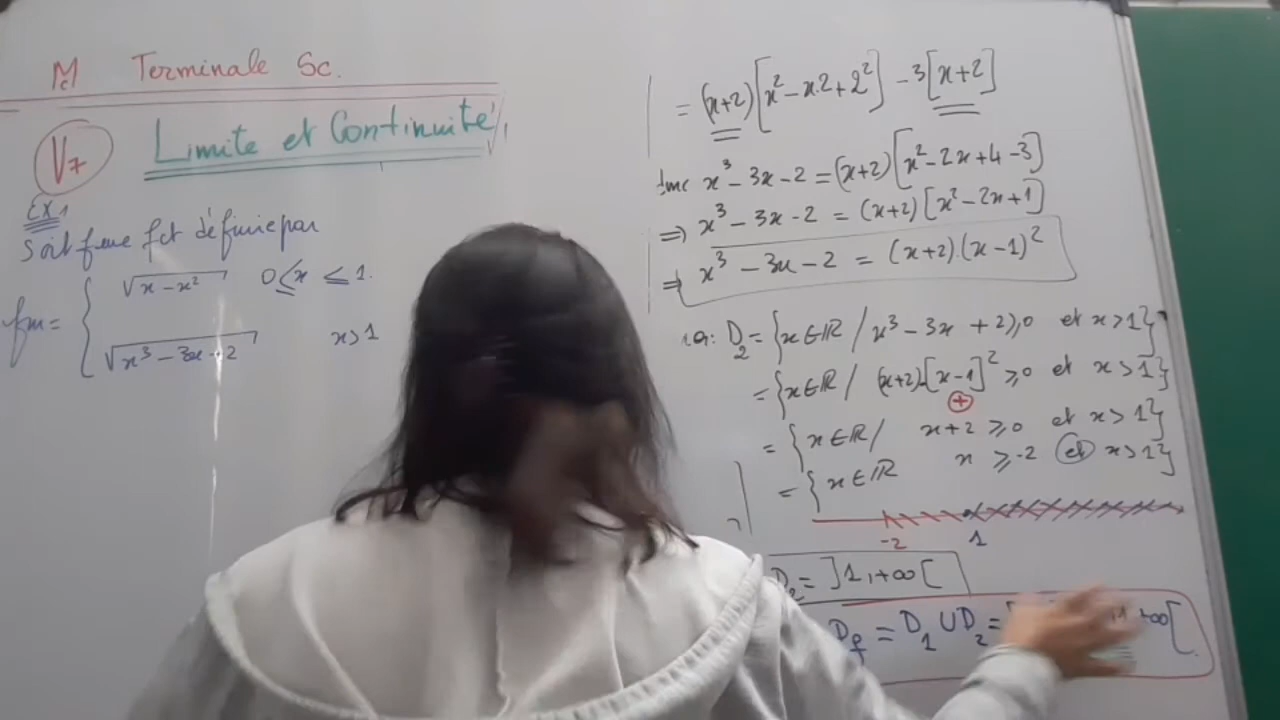 Mc Terminale Sc.
V7 Limite et Continuité
Ex1
Soit f une fct définie par
√x-x² 0≤x≤1.
f(x)= {
√x³-3x+2 x>1
= (x+2)[x²-x.2+2²] -3[x+2]
donc x³-3x-2=(x+2)[x²-2x+4-3]
=> x³-3x-2 = (x+2)[x²-2x+1]
=> x³-3x-2 = (x+2).(x-1)²
D2={x∈ℝ / x³-3x+2≥0 et x>1}
={x∈ℝ / (x+2).[x-1]²≥0 et x>1}
+
={x∈ℝ / x+2≥0 et x>1}
={x∈ℝ x≥-2 et x>1}
-2 1
D2= ]1,+∞[
Df = D1 ∪ D2 = +∞[